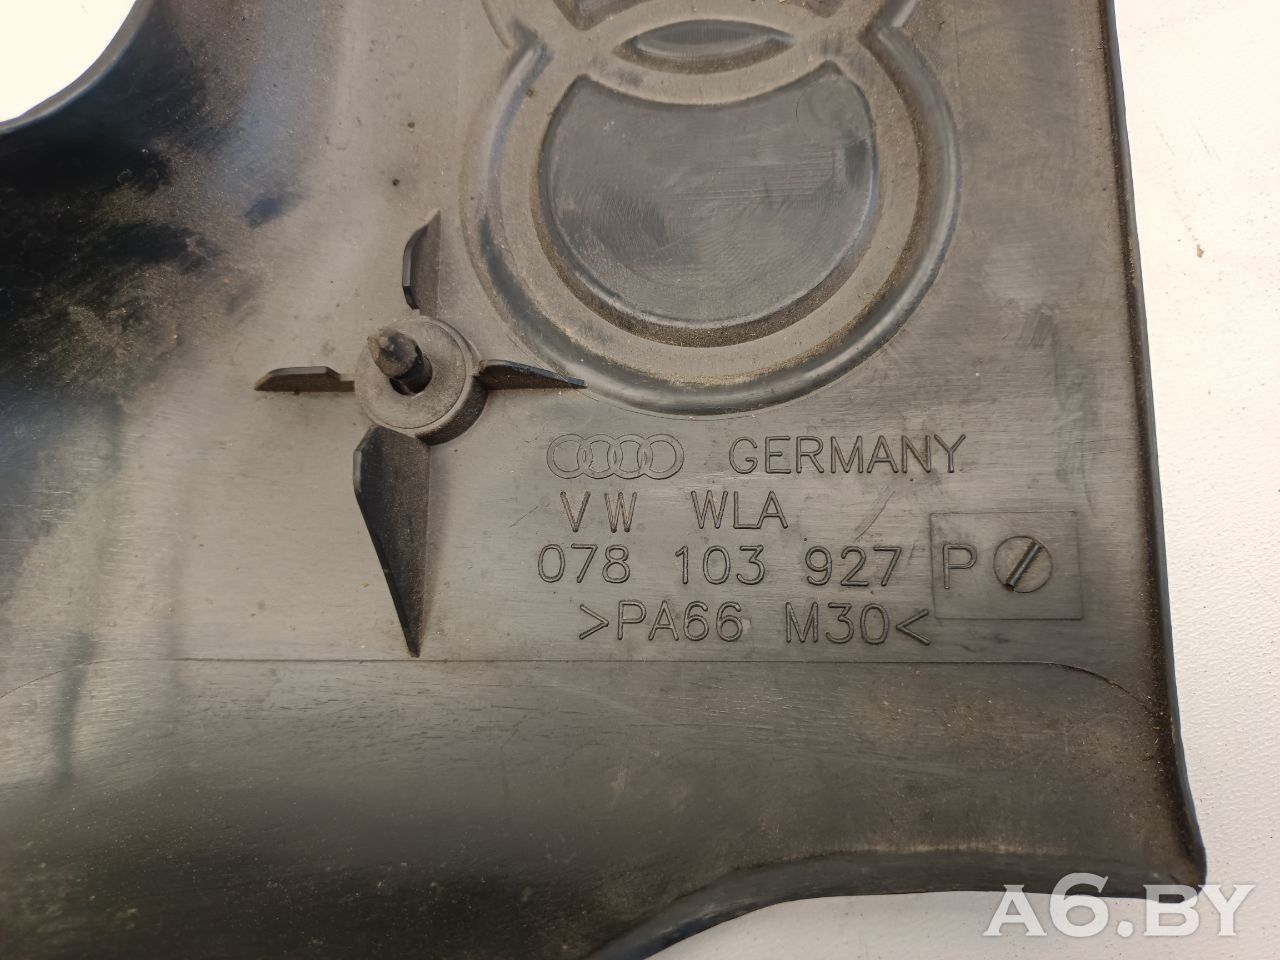 GERMANY
VW WLA
078 103 927 P
>PA66 M30<
A6.BY